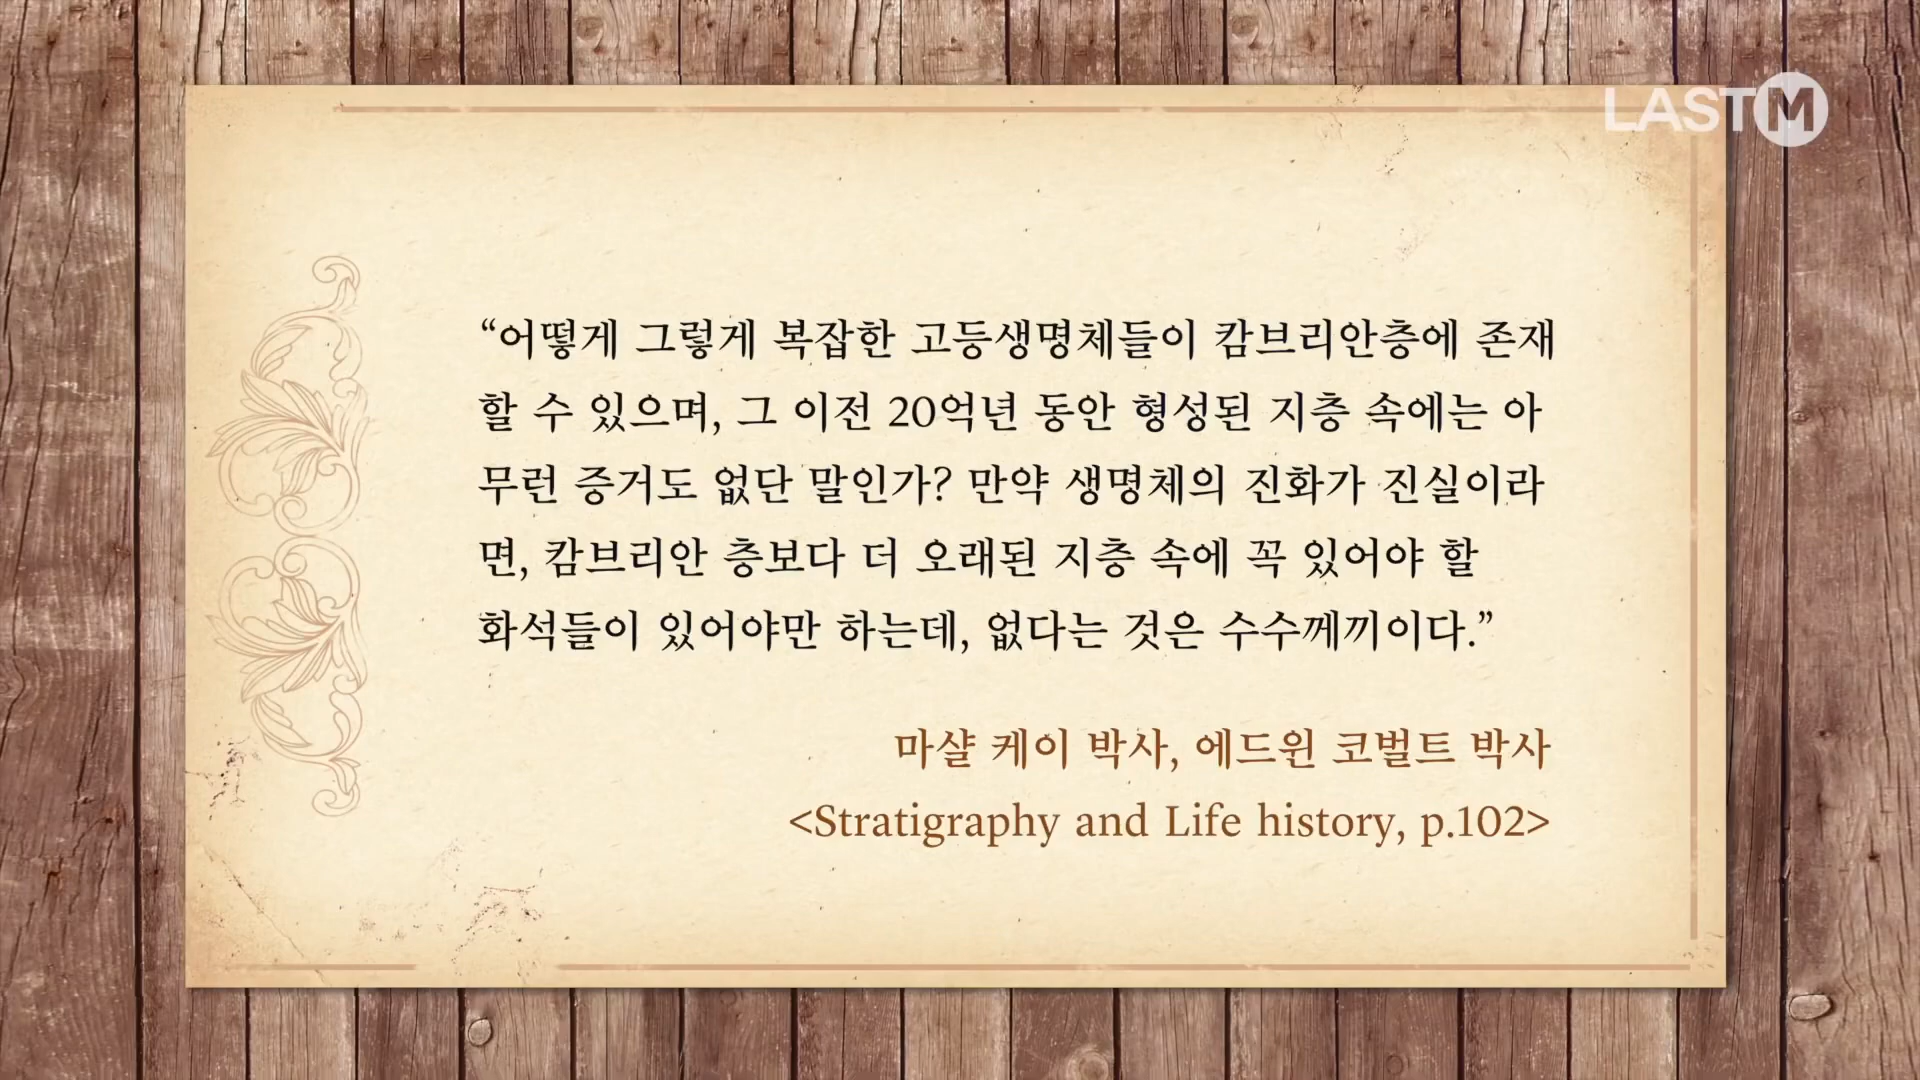 LAST M
“어떻게 그렇게 복잡한 고등생명체들이 캄브리안층에 존재
할 수 있으며, 그 이전 20억년 동안 형성된 지층 속에는 아
무런 증거도 없단 말인가? 만약 생명체의 진화가 진실이라
면, 캄브리안 층보다 더 오래된 지층 속에 꼭 있어야 할
화석들이 있어야만 하는데, 없다는 것은 수수께끼이다.”
마샬 케이 박사, 에드윈 코벌트 박사
<Stratigraphy and Life history, p.102>